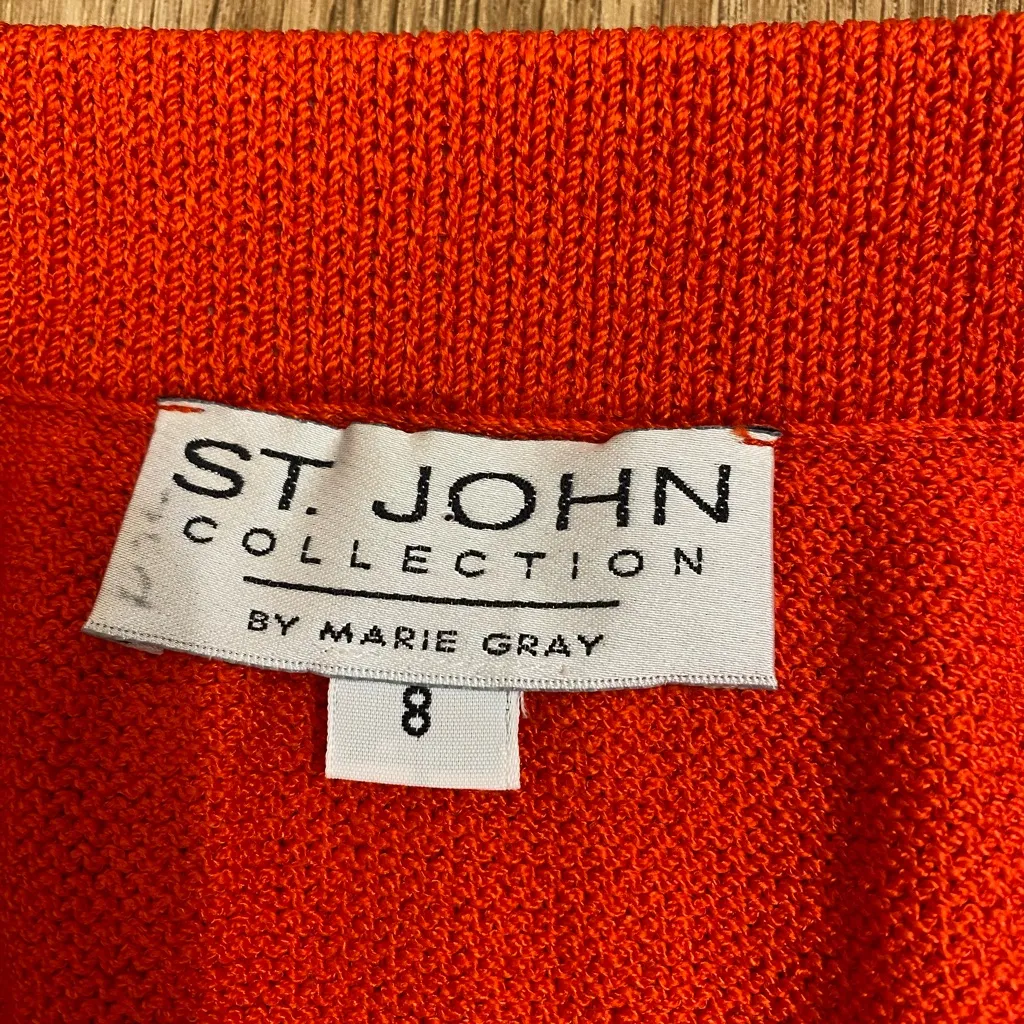 ST. JOHN
COLLECTION
BY MARIE GRAY
8